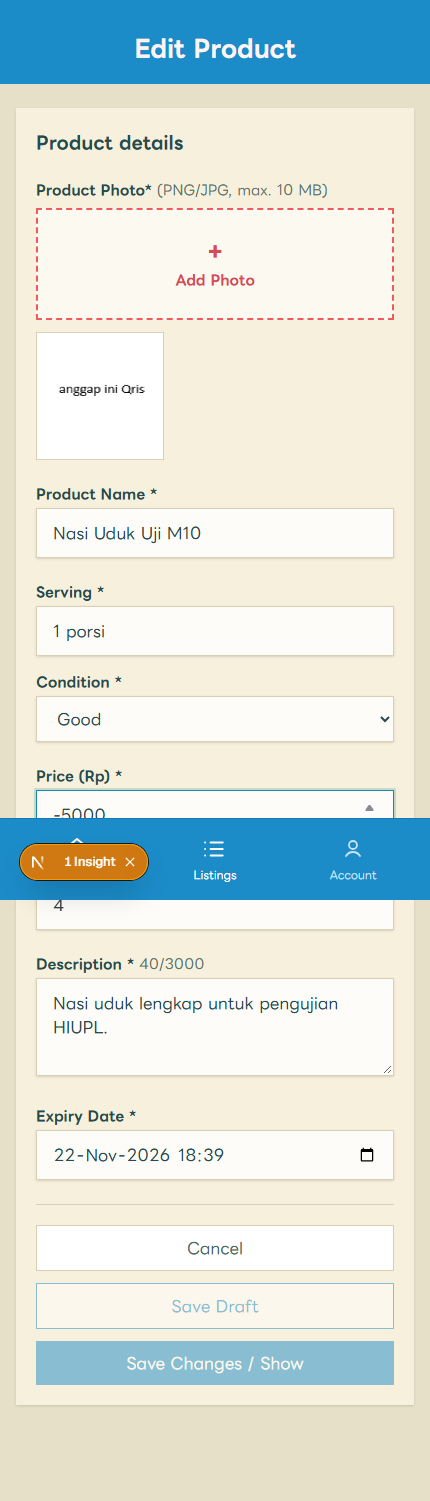 Edit Product
Product details
Product Photo* (PNG/JPG, max. 10 MB)
+
Add Photo
anggap ini Qris
Product Name *
Nasi Uduk Uji M10
Serving *
1 porsi
Condition *
Good
Price (Rp) *
-5000
N 1 Insight ×
Listings
Account
4
Description * 40/3000
Nasi uduk lengkap untuk pengujian
HIUPL.
Expiry Date *
22-Nov-2026 18:39
Cancel
Save Draft
Save Changes / Show